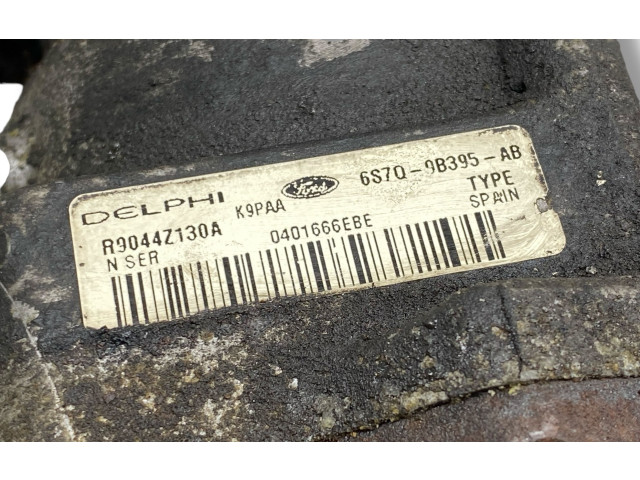 DELPHI K9PAA Ford 6S7Q-9B395-AB
R9044Z130A TYPE
N SER 0401666EBE SPAIN